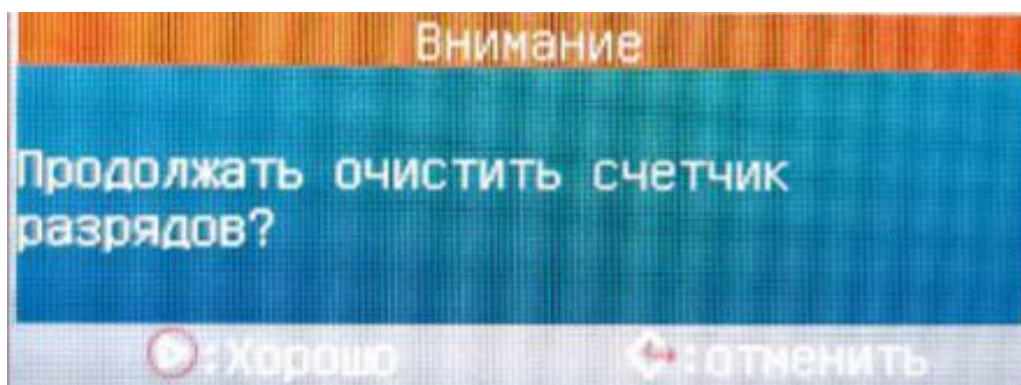 Внимание
Продолжать очистить счетчик
разрядов?
:Хорошо :отменить